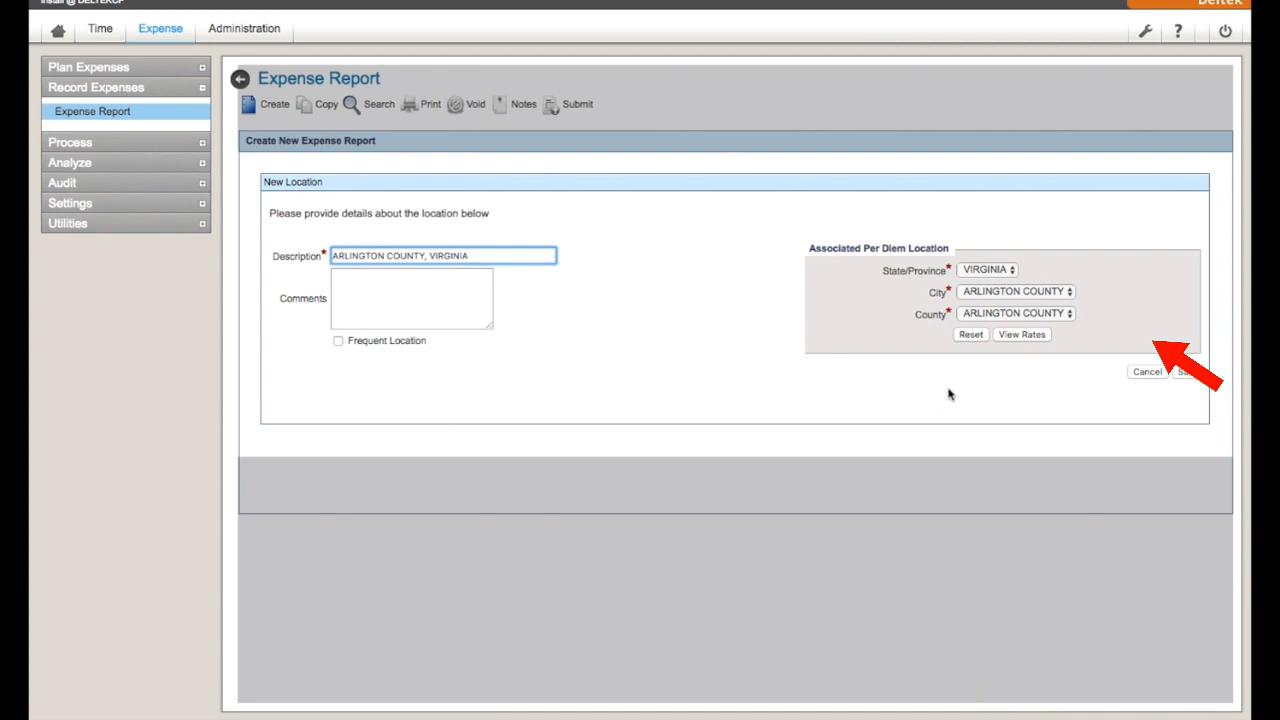 Time Expense Administration ?
Plan Expenses
Record Expenses
Expense Report
Process
Analyze
Audit
Settings
Utilities
Expense Report
Create Copy Search Print Void Notes Submit
Create New Expense Report
New Location
Please provide details about the location below
Description* ARLINGTON COUNTY, VIRGINIA
Comments
Frequent Location
Associated Per Diem Location
State/Province* VIRGINIA
City* ARLINGTON COUNTY
County* ARLINGTON COUNTY
Reset View Rates
Cancel